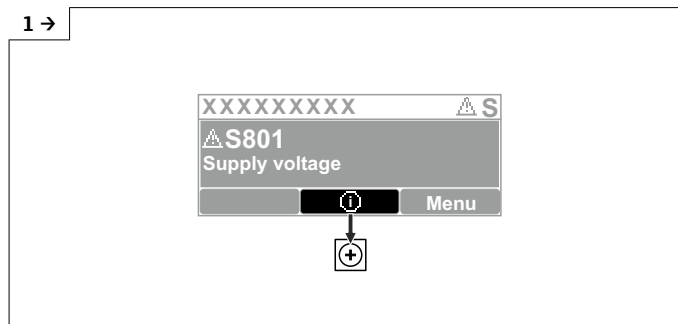 1 →
XXXXXXXXX ⚠ S
⚠S801
Supply voltage
Menu